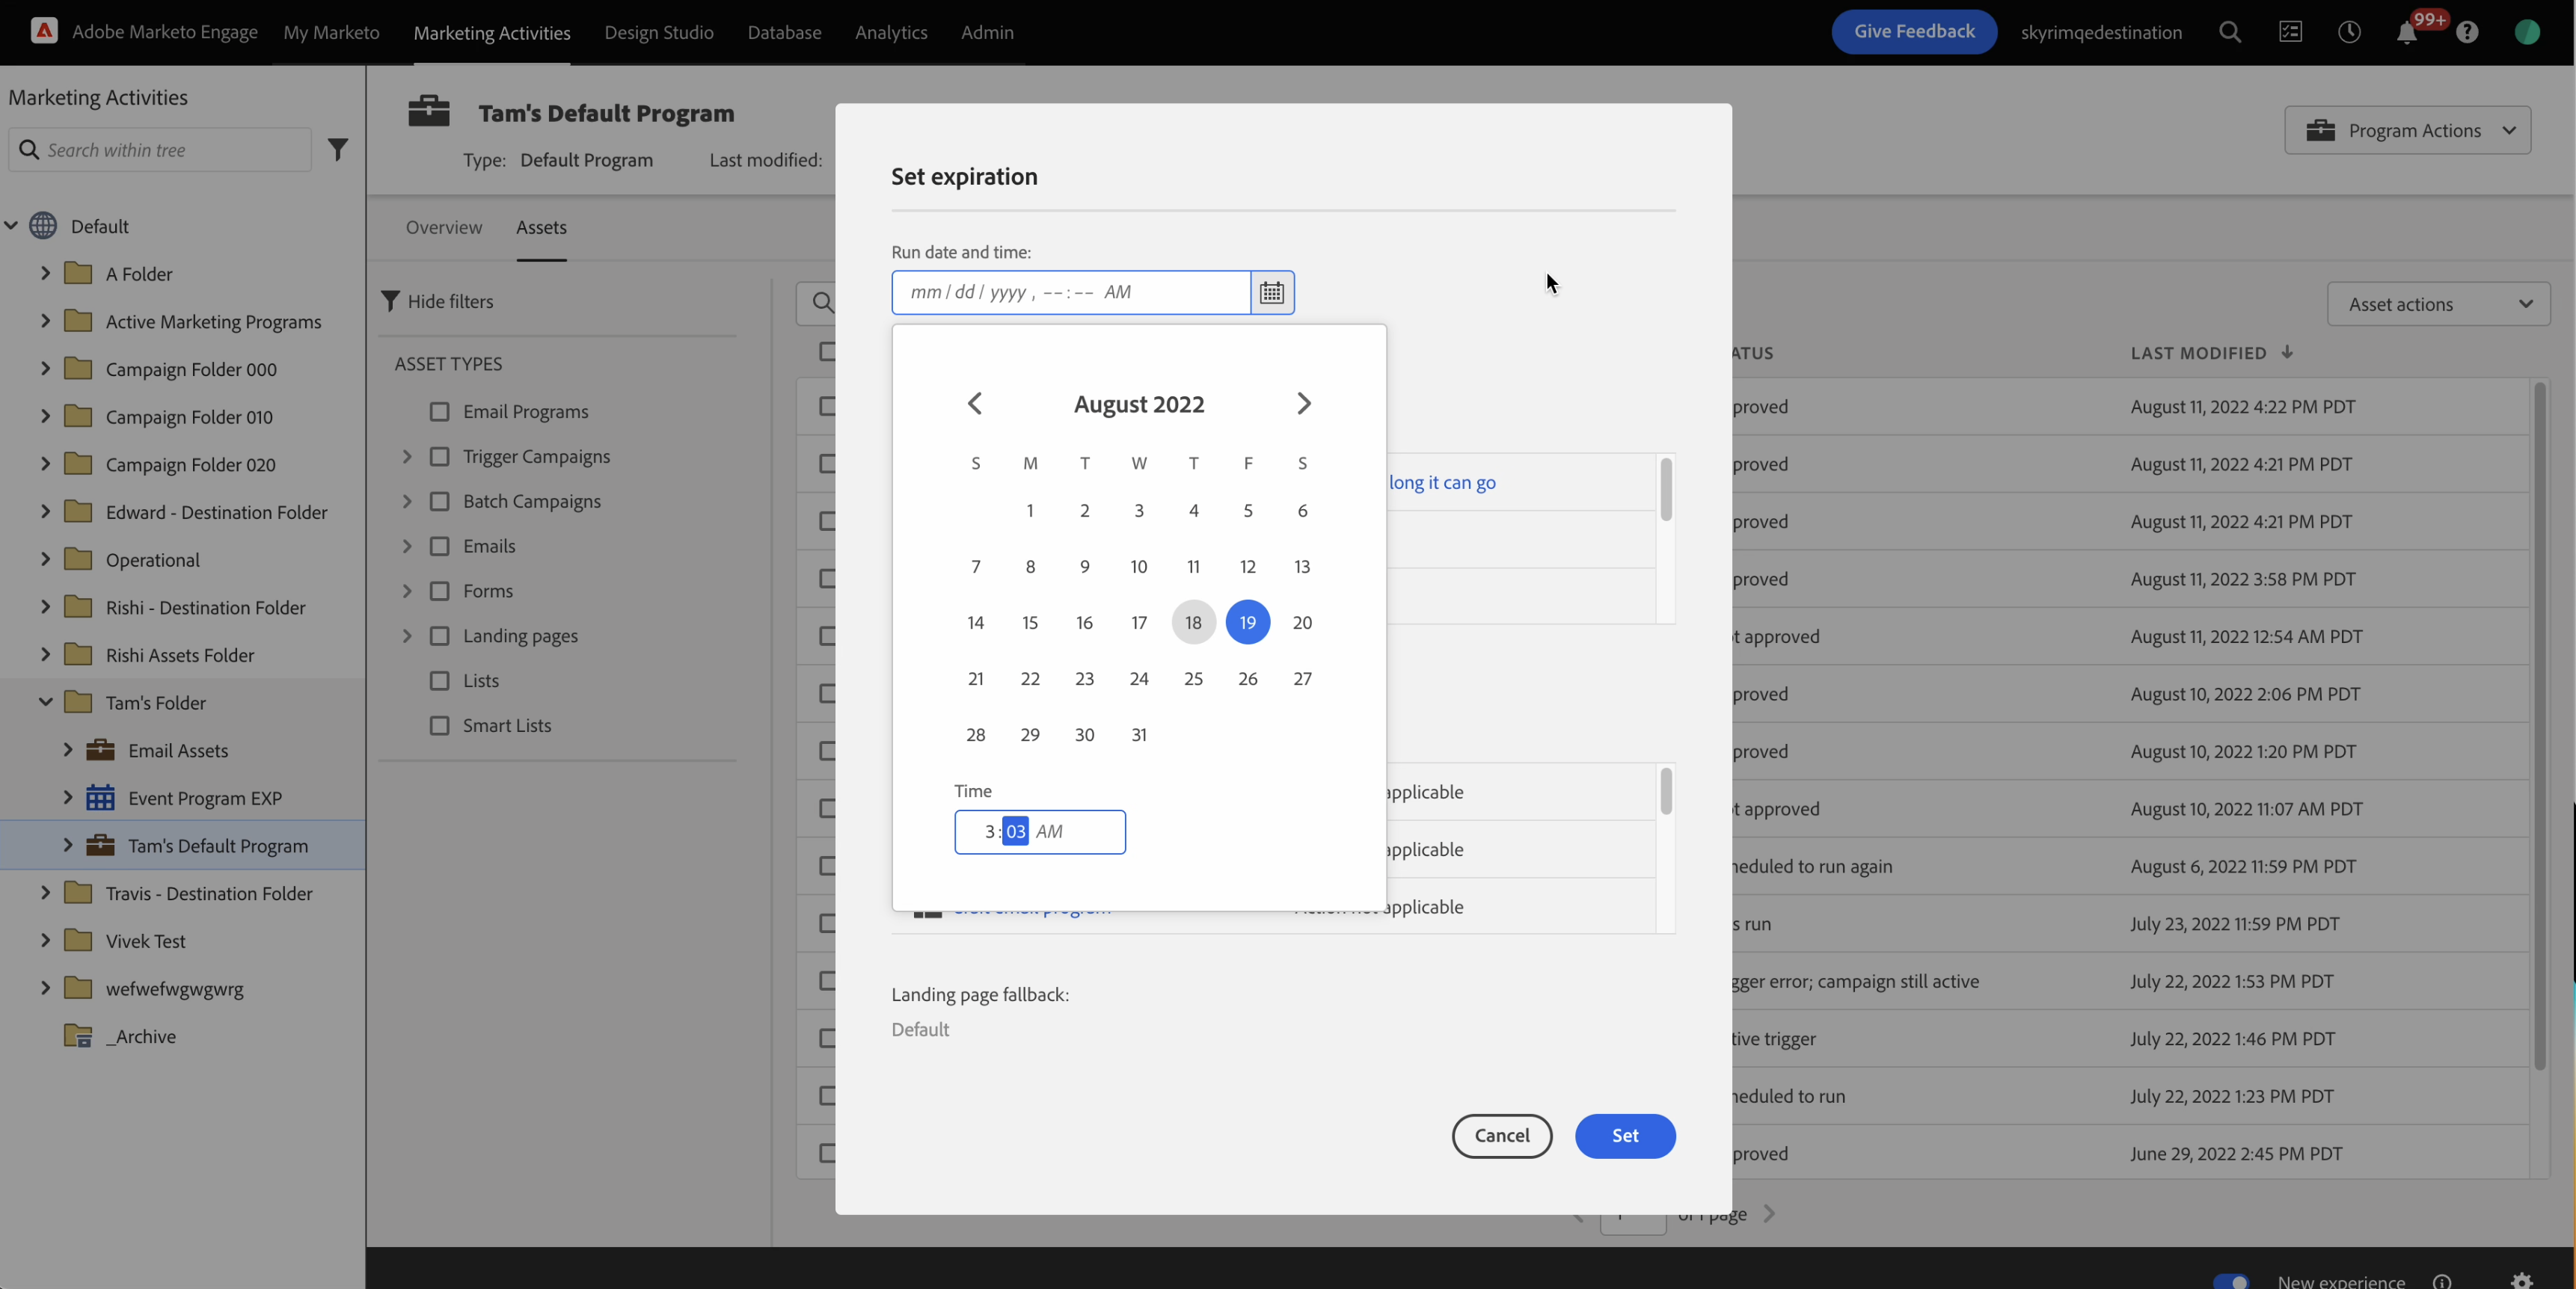 Adobe Marketo Engage My Marketo Marketing Activities Design Studio Database Analytics Admin Give Feedback skyrimqedestination 99+
Marketing Activities
Search within tree
Default
A Folder
Active Marketing Programs
Campaign Folder 000
Campaign Folder 010
Campaign Folder 020
Edward - Destination Folder
Operational
Rishi - Destination Folder
Rishi Assets Folder
Tam's Folder
Email Assets
Event Program EXP
Tam's Default Program
Travis - Destination Folder
Vivek Test
wefwefwgwgwrg
_Archive
Tam's Default Program
Type: Default Program Last modified:
Program Actions
Overview Assets
Hide filters
ASSET TYPES
Email Programs
Trigger Campaigns
Batch Campaigns
Emails
Forms
Landing pages
Lists
Smart Lists
Set expiration
Run date and time:
mm / dd / yyyy , --:-- AM
August 2022
S M T W T F S
1 2 3 4 5 6
7 8 9 10 11 12 13
14 15 16 17 18 19 20
21 22 23 24 25 26 27
28 29 30 31
Time
3:03 AM
long it can go
applicable
applicable
applicable
Landing page fallback:
Default
Cancel Set
Asset actions
ATUS LAST MODIFIED
proved August 11, 2022 4:22 PM PDT
proved August 11, 2022 4:21 PM PDT
proved August 11, 2022 4:21 PM PDT
proved August 11, 2022 3:58 PM PDT
t approved August 11, 2022 12:54 AM PDT
proved August 10, 2022 2:06 PM PDT
proved August 10, 2022 1:20 PM PDT
t approved August 10, 2022 11:07 AM PDT
heduled to run again August 6, 2022 11:59 PM PDT
s run July 23, 2022 11:59 PM PDT
gger error; campaign still active July 22, 2022 1:53 PM PDT
tive trigger July 22, 2022 1:46 PM PDT
heduled to run July 22, 2022 1:23 PM PDT
proved June 29, 2022 2:45 PM PDT
page
New experience